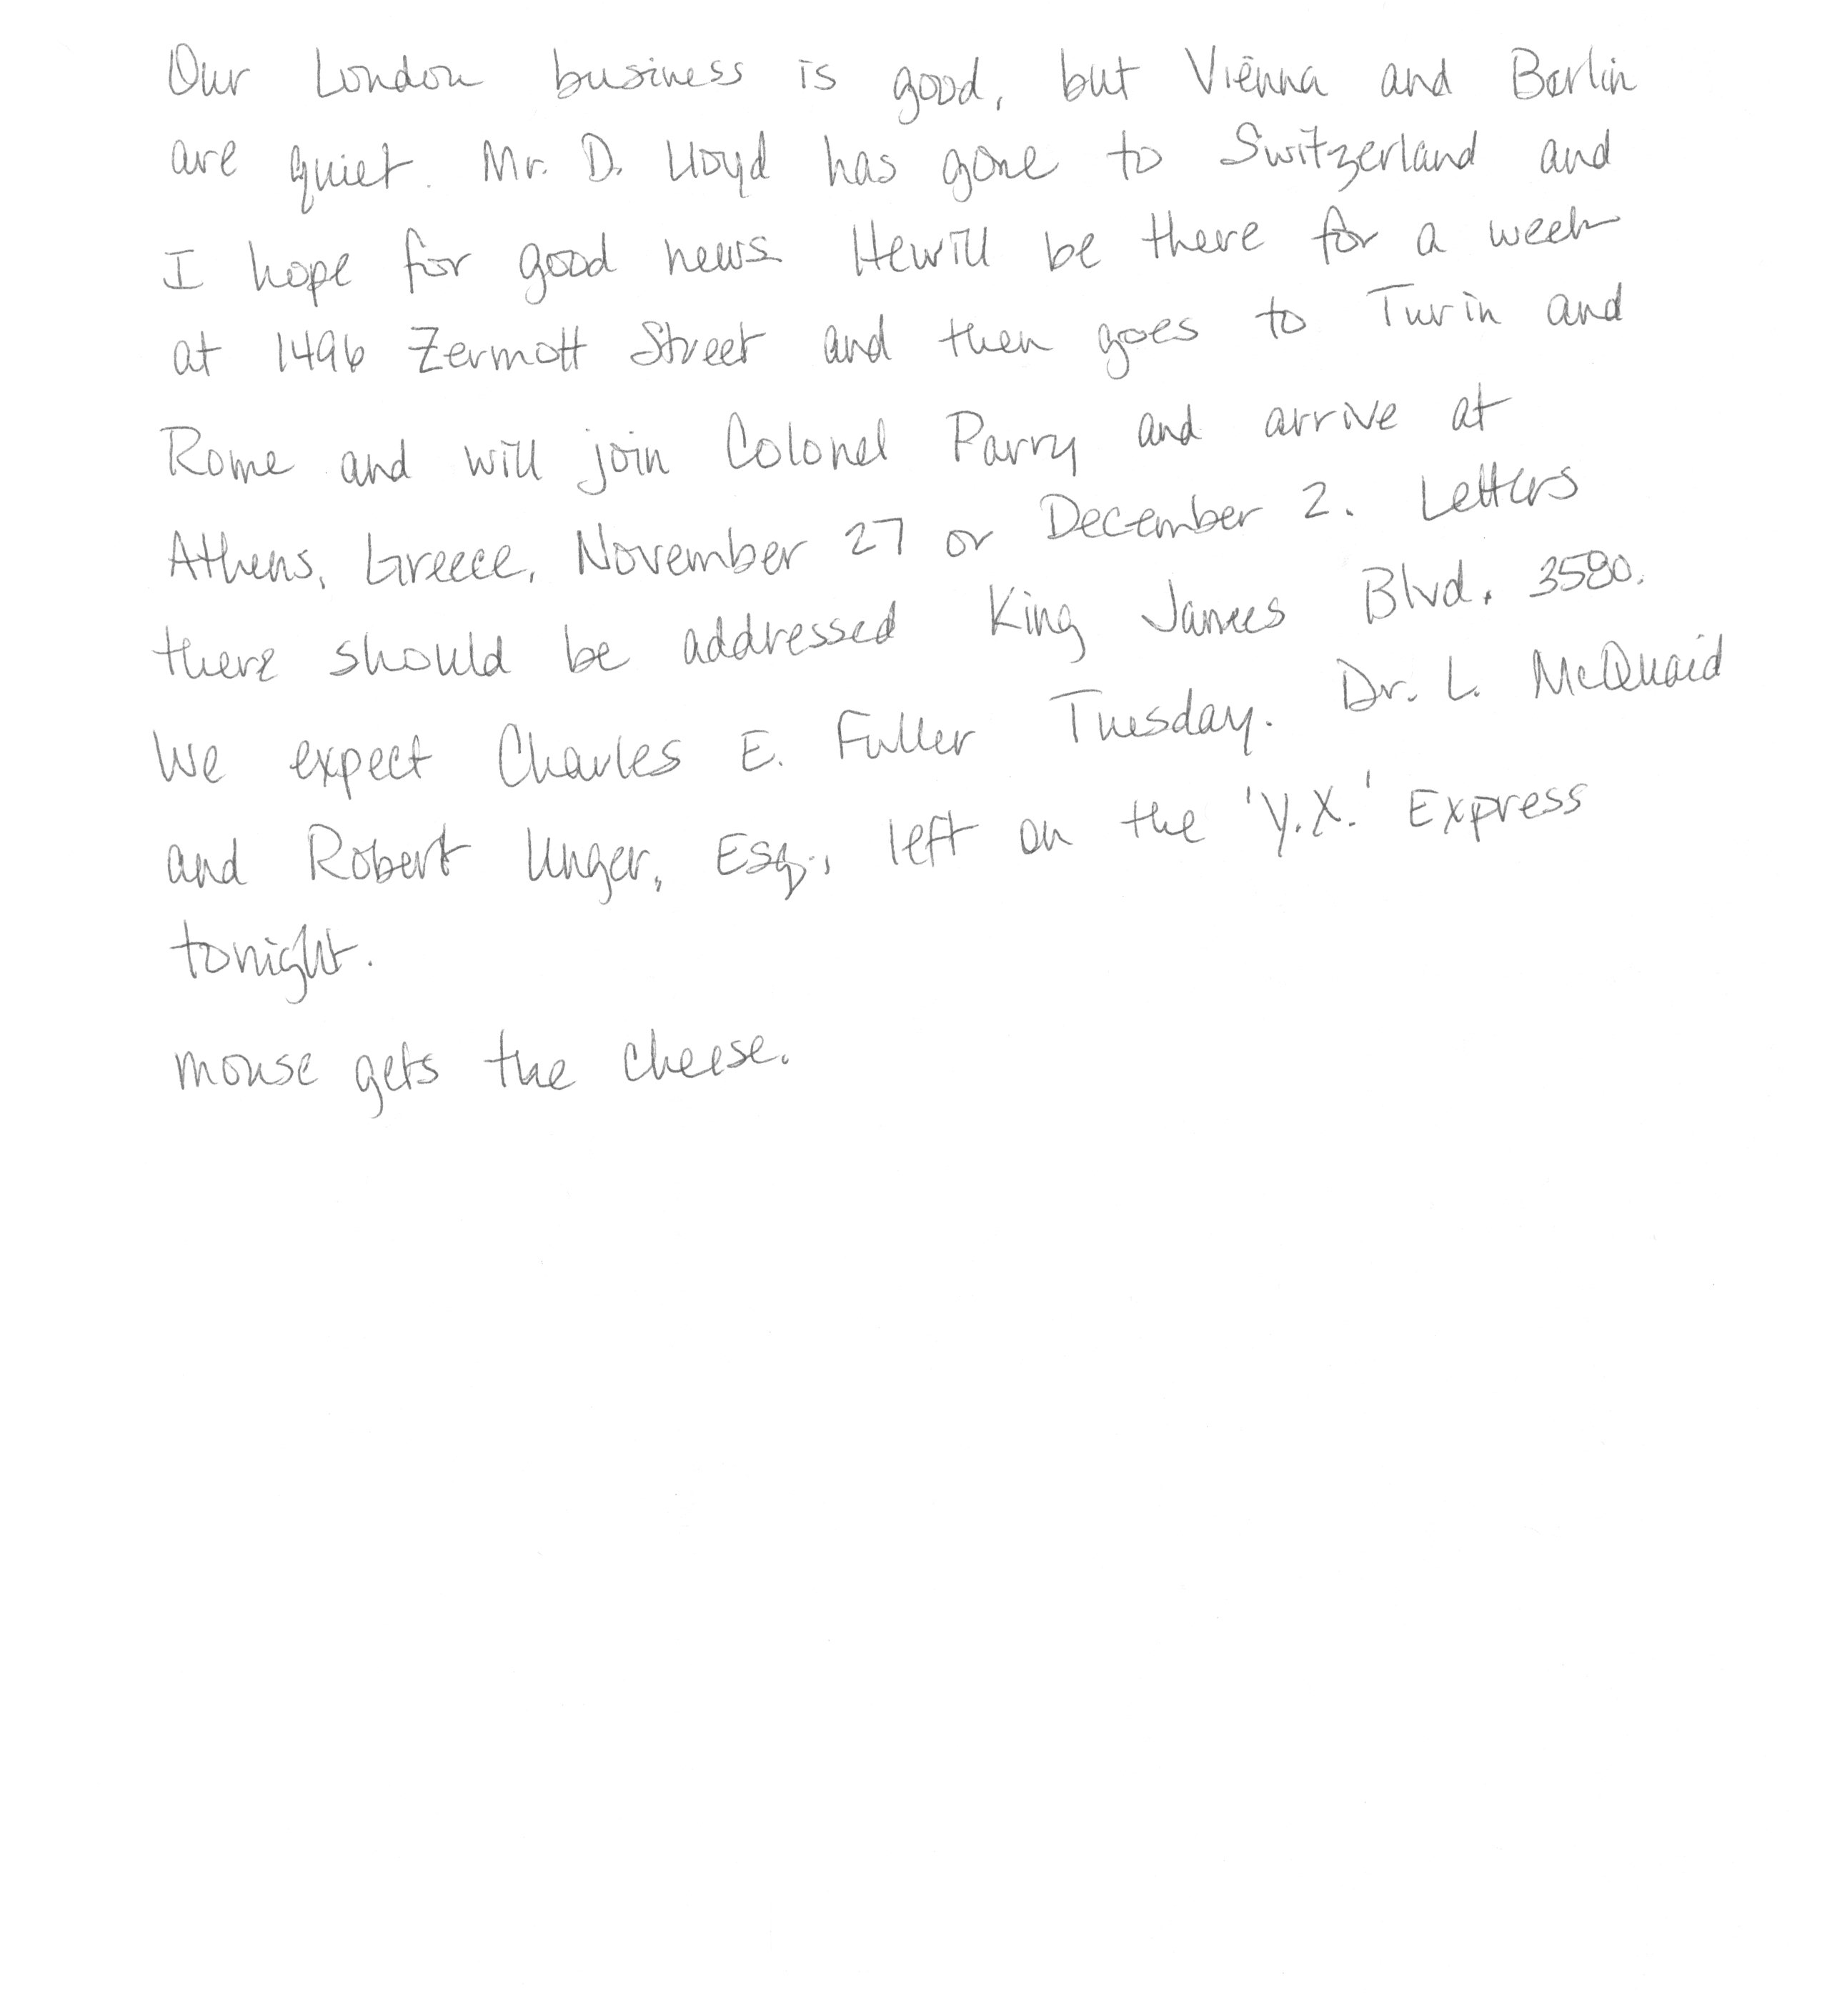 Our London business is good, but Vienna and Berlin
are quiet. Mr. D. Lloyd has gone to Switzerland and
I hope for good news. Hewill be there for a week
at 1496 Zermott Street and then goes to Turin and
Rome and will join Colonel Parry and arrive at
Athens, Greece, November 27 or December 2. Letters
there should be addressed King James Blvd. 3580.
We expect Charles E. Fuller Tuesday. Dr. L. McQuaid
and Robert Unger, Esq., left on the 'Y.X.' Express
tonight.
mouse gets the cheese.